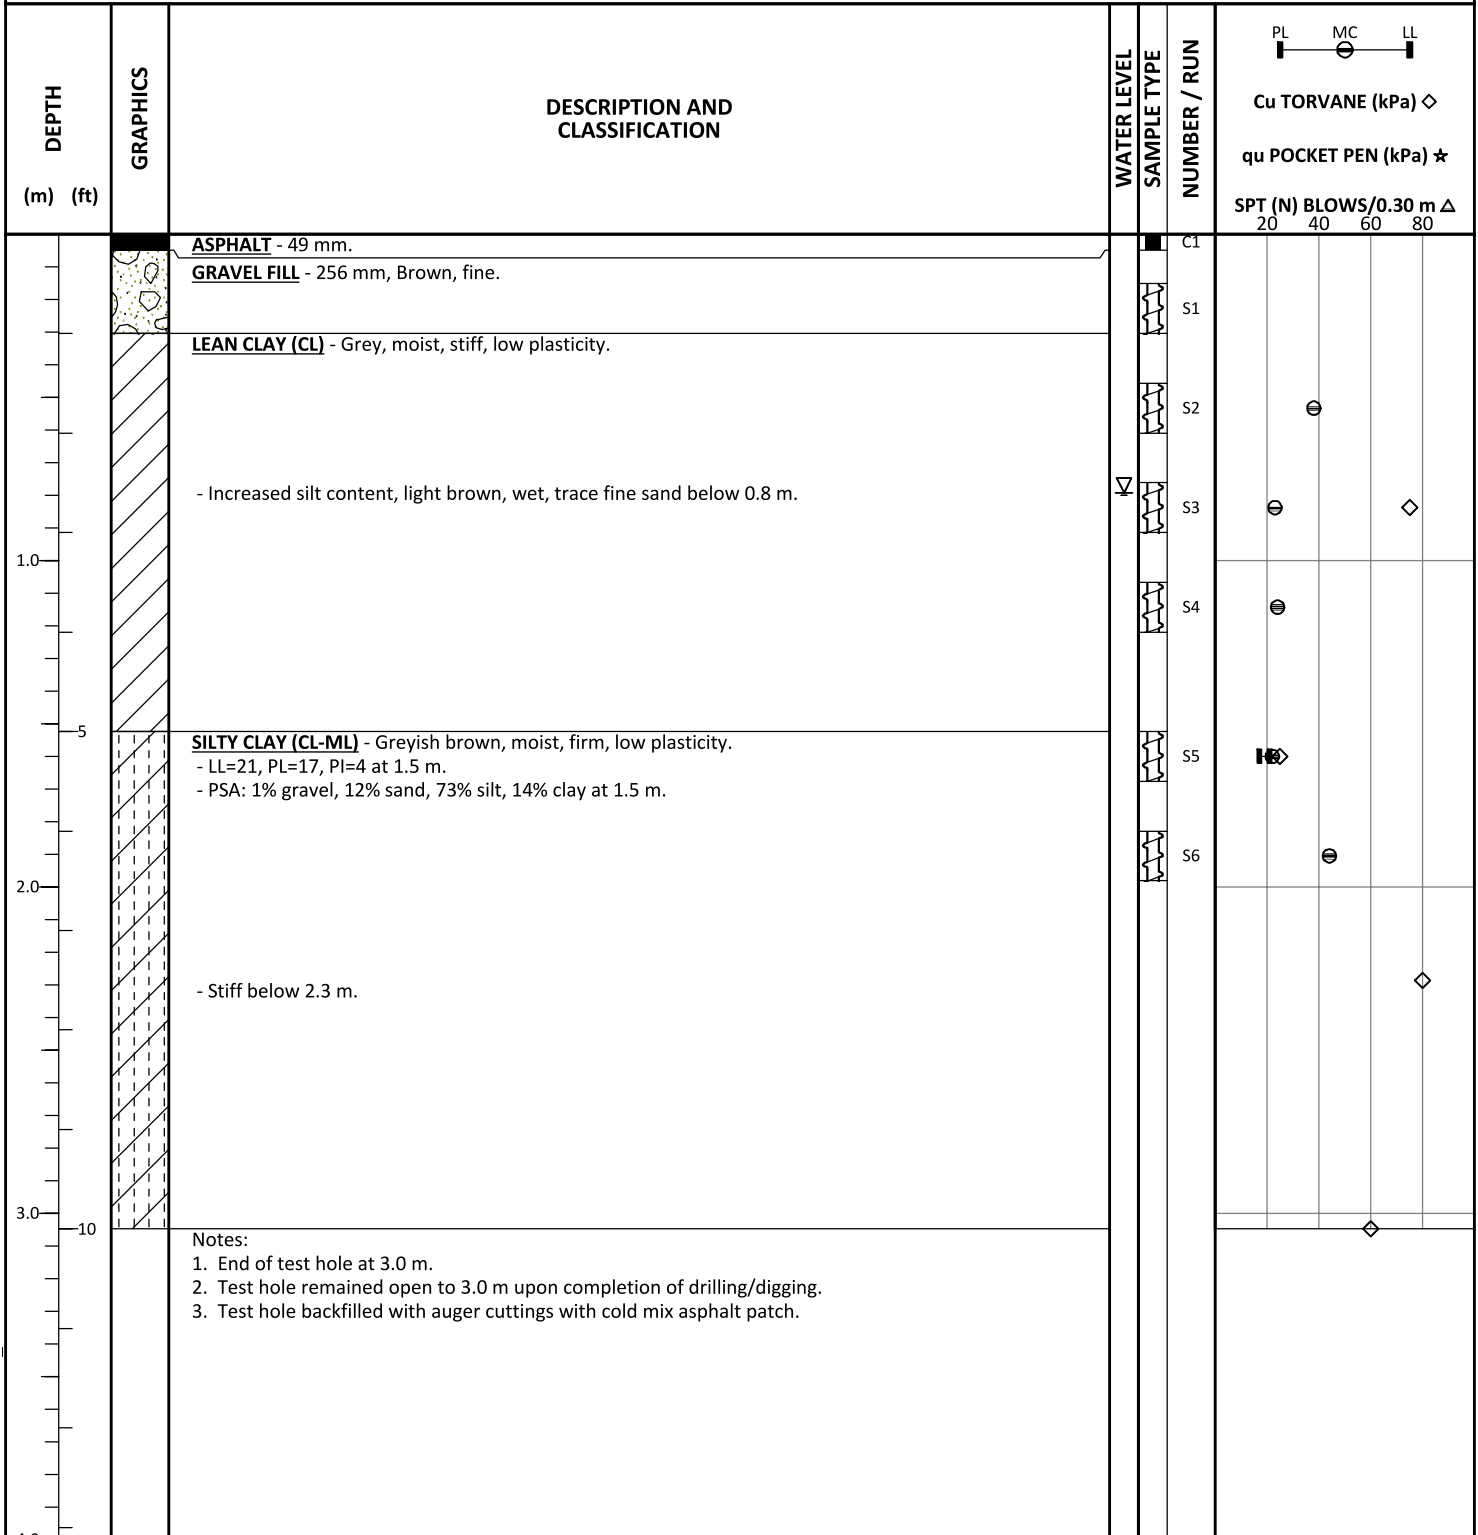 DEPTH
(m) (ft)
GRAPHICS
DESCRIPTION AND
CLASSIFICATION
WATER LEVEL
SAMPLE TYPE
NUMBER / RUN
PL MC LL
Cu TORVANE (kPa)
qu POCKET PEN (kPa)
SPT (N) BLOWS/0.30 m
20 40 60 80
ASPHALT - 49 mm.
C1
GRAVEL FILL - 256 mm, Brown, fine.
S1
LEAN CLAY (CL) - Grey, moist, stiff, low plasticity.
S2
- Increased silt content, light brown, wet, trace fine sand below 0.8 m.
S3
1.0
S4
5
SILTY CLAY (CL-ML) - Greyish brown, moist, firm, low plasticity.
- LL=21, PL=17, PI=4 at 1.5 m.
S5
- PSA: 1% gravel, 12% sand, 73% silt, 14% clay at 1.5 m.
S6
2.0
- Stiff below 2.3 m.
3.0
10
Notes:
1. End of test hole at 3.0 m.
2. Test hole remained open to 3.0 m upon completion of drilling/digging.
3. Test hole backfilled with auger cuttings with cold mix asphalt patch.